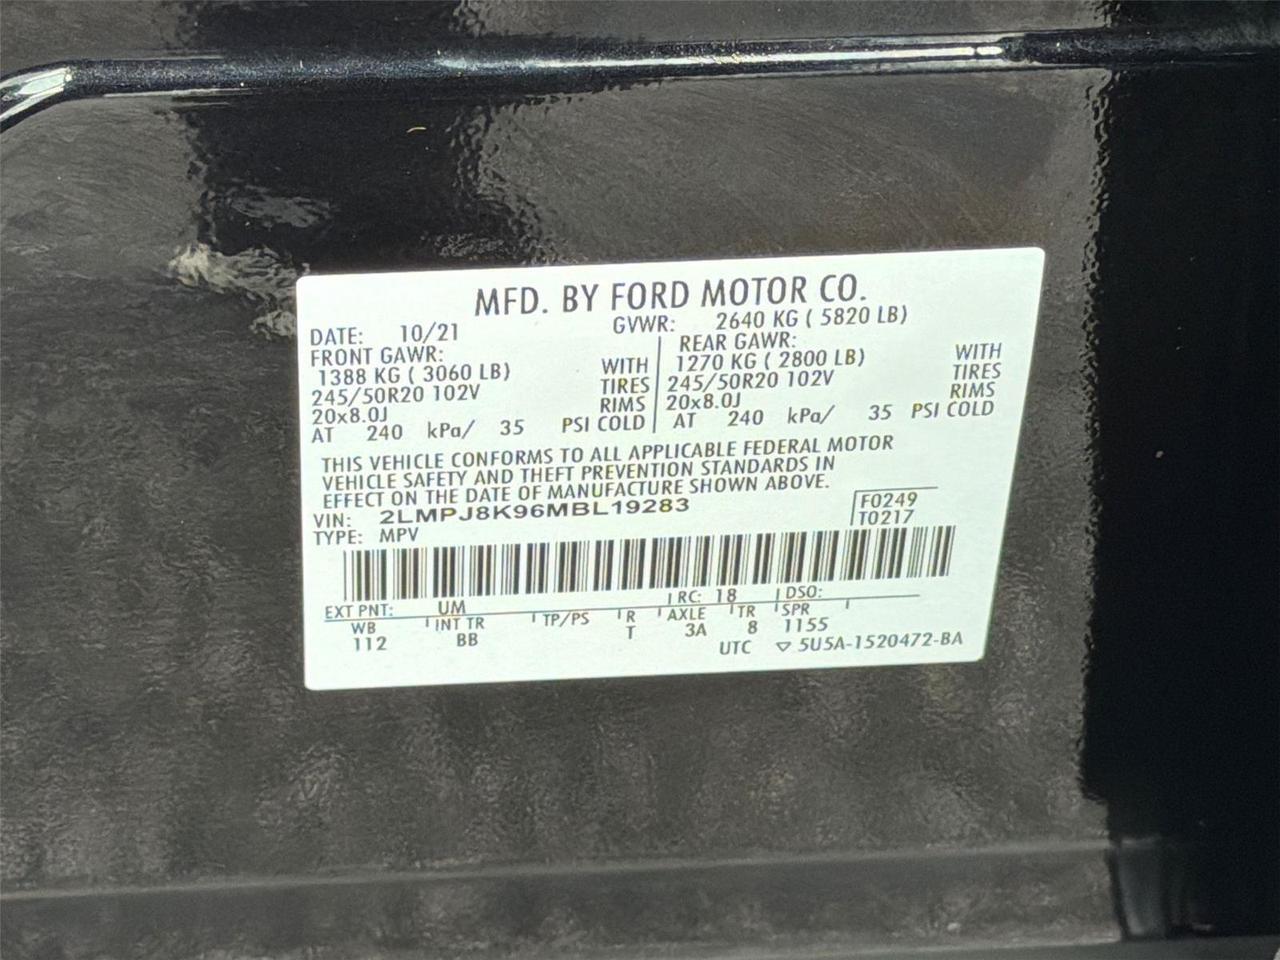 MFD. BY FORD MOTOR CO.
DATE: 10/21 GVWR: 2640 KG ( 5820 LB)
FRONT GAWR: REAR GAWR:
1388 KG ( 3060 LB) WITH 1270 KG ( 2800 LB) WITH
245/50R20 102V TIRES 245/50R20 102V TIRES
20x8.0J RIMS 20x8.0J RIMS
AT 240 kPa/ 35 PSI COLD AT 240 kPa/ 35 PSI COLD
THIS VEHICLE CONFORMS TO ALL APPLICABLE FEDERAL MOTOR
VEHICLE SAFETY AND THEFT PREVENTION STANDARDS IN
EFFECT ON THE DATE OF MANUFACTURE SHOWN ABOVE.
VIN: 2LMPJ8K96MBL19283 F0249
TYPE: MPV T0217
EXT PNT: UM RC: 18 DSO:
WB INT TR TP/PS R AXLE TR SPR
112 BB T 3A 8 1155
UTC ▽ 5U5A-1520472-BA